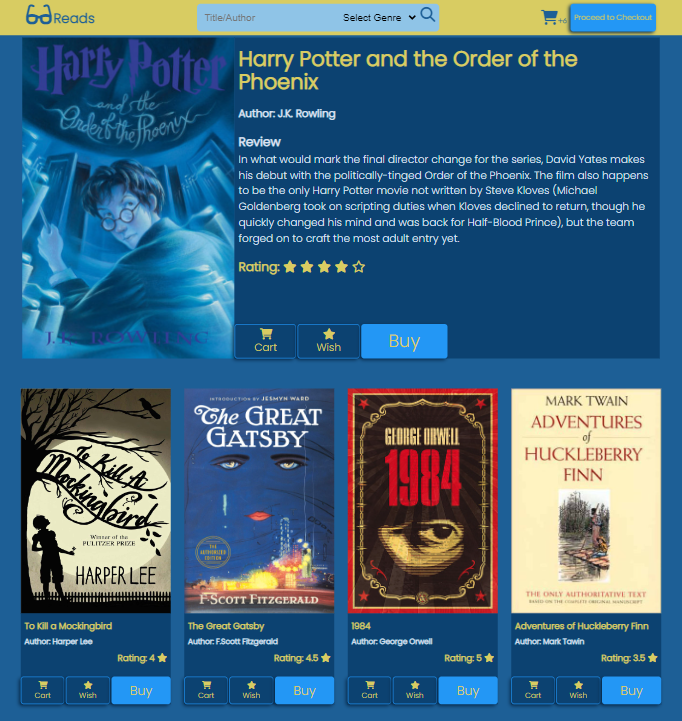 Reads
Title/Author
Select Genre
+6
Proceed to Checkout
Harry Potter
and the
Order of the Phoenix
J.K. ROWLING
Harry Potter and the Order of the
Phoenix
Author: J.K. Rowling
Review
In what would mark the final director change for the series, David Yates makes
his debut with the politically-tinged Order of the Phoenix. The film also happens
to be the only Harry Potter movie not written by Steve Kloves (Michael
Goldenberg took on scripting duties when Kloves declined to return, though he
quickly changed his mind and was back for Half-Blood Prince), but the team
forged on to craft the most adult entry yet.
Rating:
Cart
Wish
Buy
To Kill A
Mockingbird
Winner of the
PULITZER PRIZE
HARPER LEE
To Kill a Mockingbird
Author: Harper Lee
Rating: 4
Cart
Wish
Buy
INTRODUCTION BY JESMYN WARD
The GREAT
GATSBY
THE AUTHORIZED EDITION
F. SCOTT FITZGERALD
The Great Gatsby
Author: F.Scott Fitzgerald
Rating: 4.5
Cart
Wish
Buy
GEORGE ORWELL
1984
1984
Author: George Orwell
Rating: 5
Cart
Wish
Buy
MARK TWAIN
ADVENTURES
of
HUCKLEBERRY
FINN
THE ONLY AUTHORITATIVE TEXT
BASED ON THE COMPLETE ORIGINAL MANUSCRIPT
Adventures of Huckleberry Finn
Author: Mark Tawin
Rating: 3.5
Cart
Wish
Buy